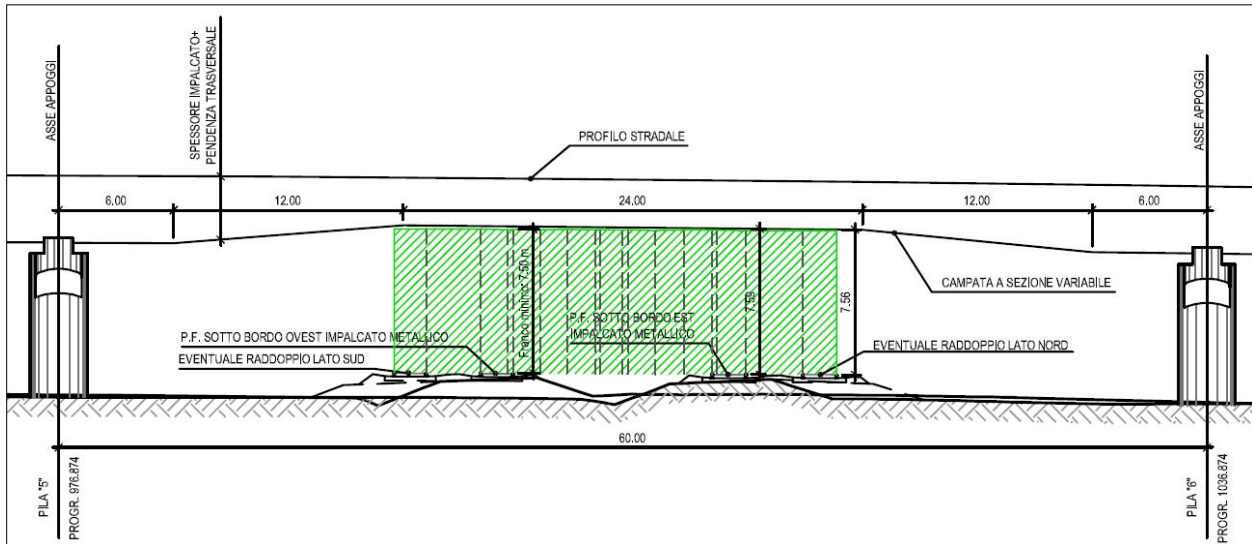 ASSE APPOGGI
SPESSORE IMPALCATO+
PENDENZA TRASVERSALE
PROFILO STRADALE
ASSE APPOGGI
6.00
12.00
24.00
12.00
6.00
CAMPATA A SEZIONE VARIABILE
Franco minimo: 7.50 m
7.59
7.56
P.F. SOTTO BORDO OVEST IMPALCATO METALLICO
EVENTUALE RADDOPPIO LATO SUD
P.F. SOTTO BORDO EST
IMPALCATO METALLICO
EVENTUALE RADDOPPIO LATO NORD
60.00
PILA "5"
PROGR. 976.874
PILA "6"
PROGR. 1036.874